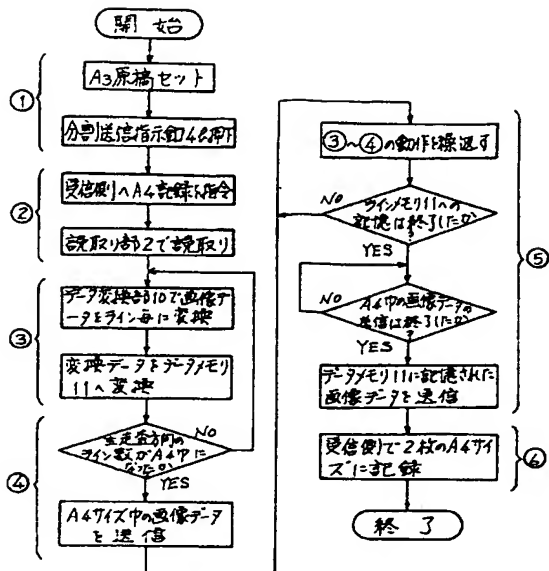 開始
①
A3原稿セット
分割送信指示釦14押下
②
受信側へA4記録を指令
読取り部2で読取り
③
データ変換部10で画像デ
ータをライン毎に変換
変換データをデータメモリ
11へ変換
④
主走査方向の
ライン数がA4巾に
なったか
NO
YES
A4サイズ巾の画像データ
を送信
③〜④の動作を繰返す
⑤
NO
ラインメモリ11への
記憶は終了したか
?
YES
NO
A4巾の画像データの
送信は終了したか
?
YES
データメモリ11に記憶された
画像データを送信
受信側で2枚のA4サイ
ズに記録
⑥
終了